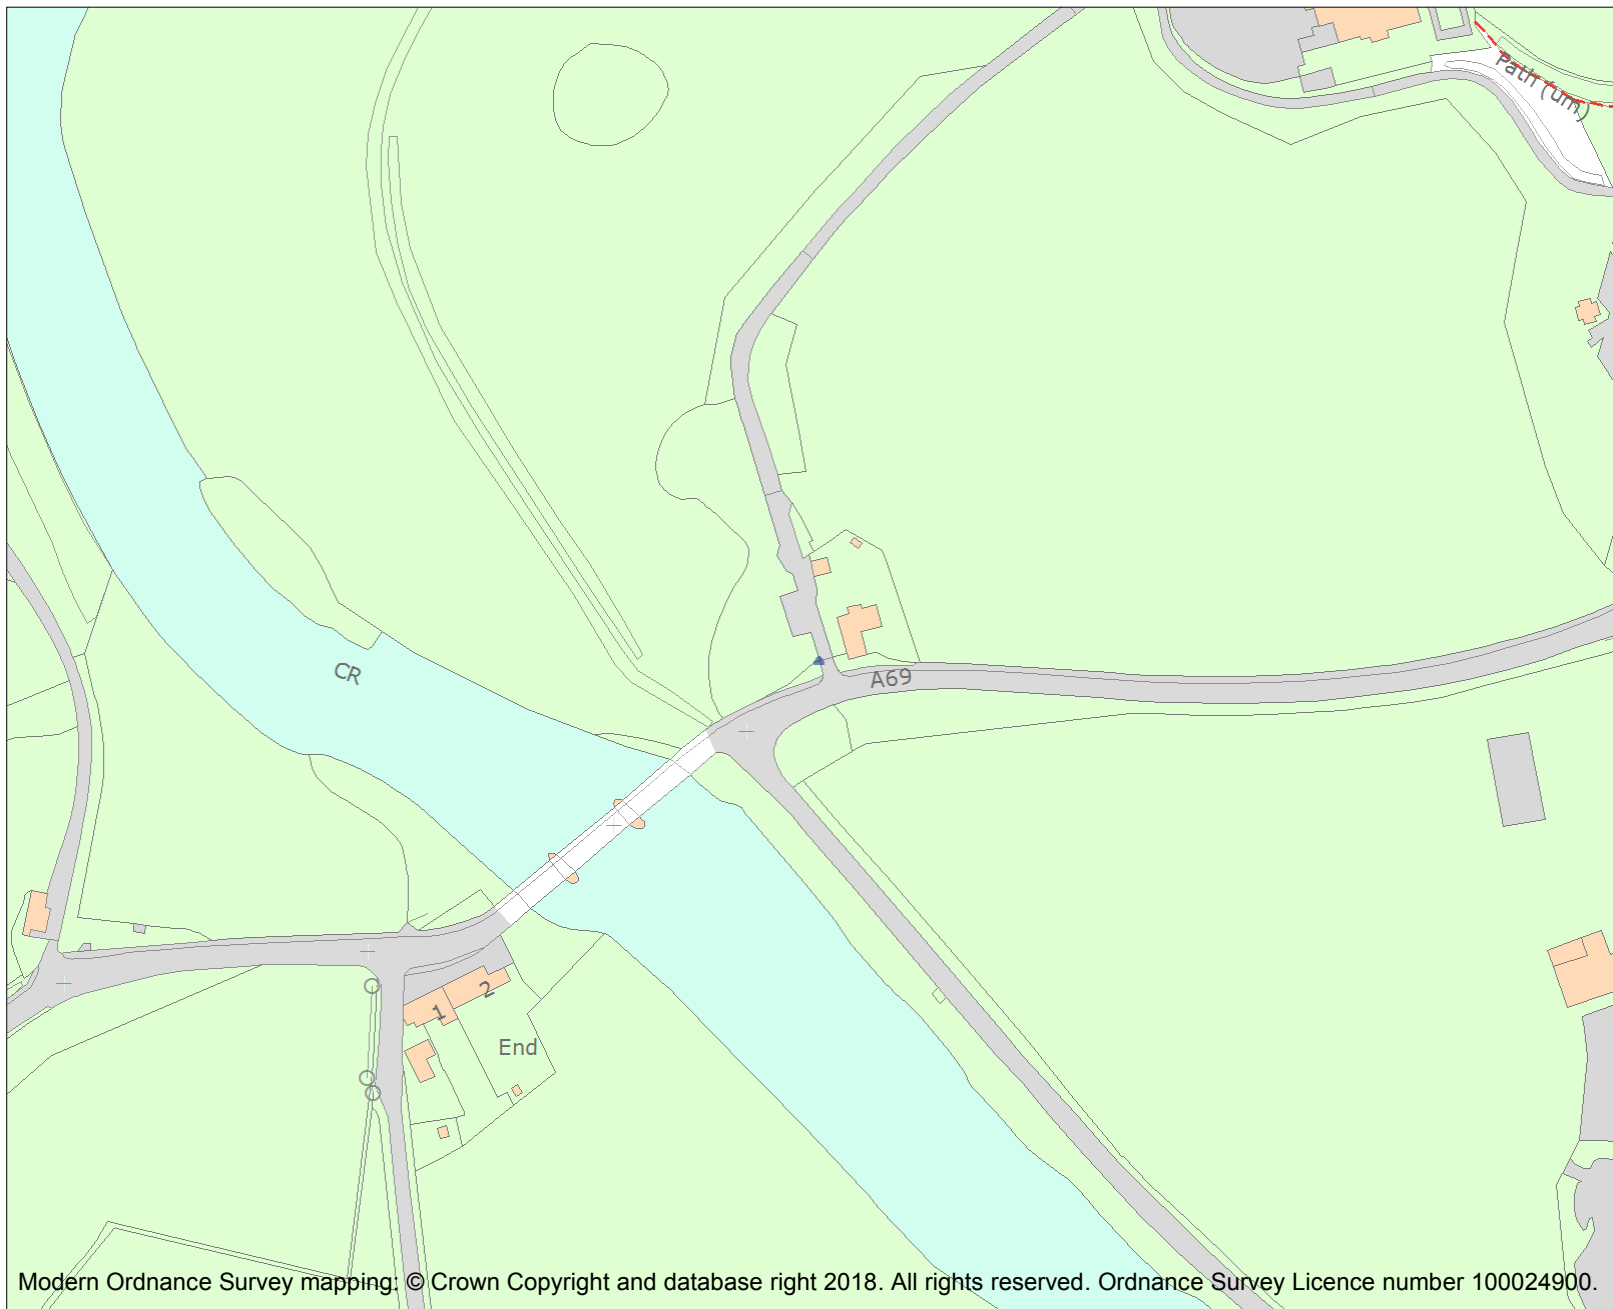 Path (um)
CR
A69
2
1
End
Modern Ordnance Survey mapping: © Crown Copyright and database right 2018. All rights reserved. Ordnance Survey Licence number 100024900.